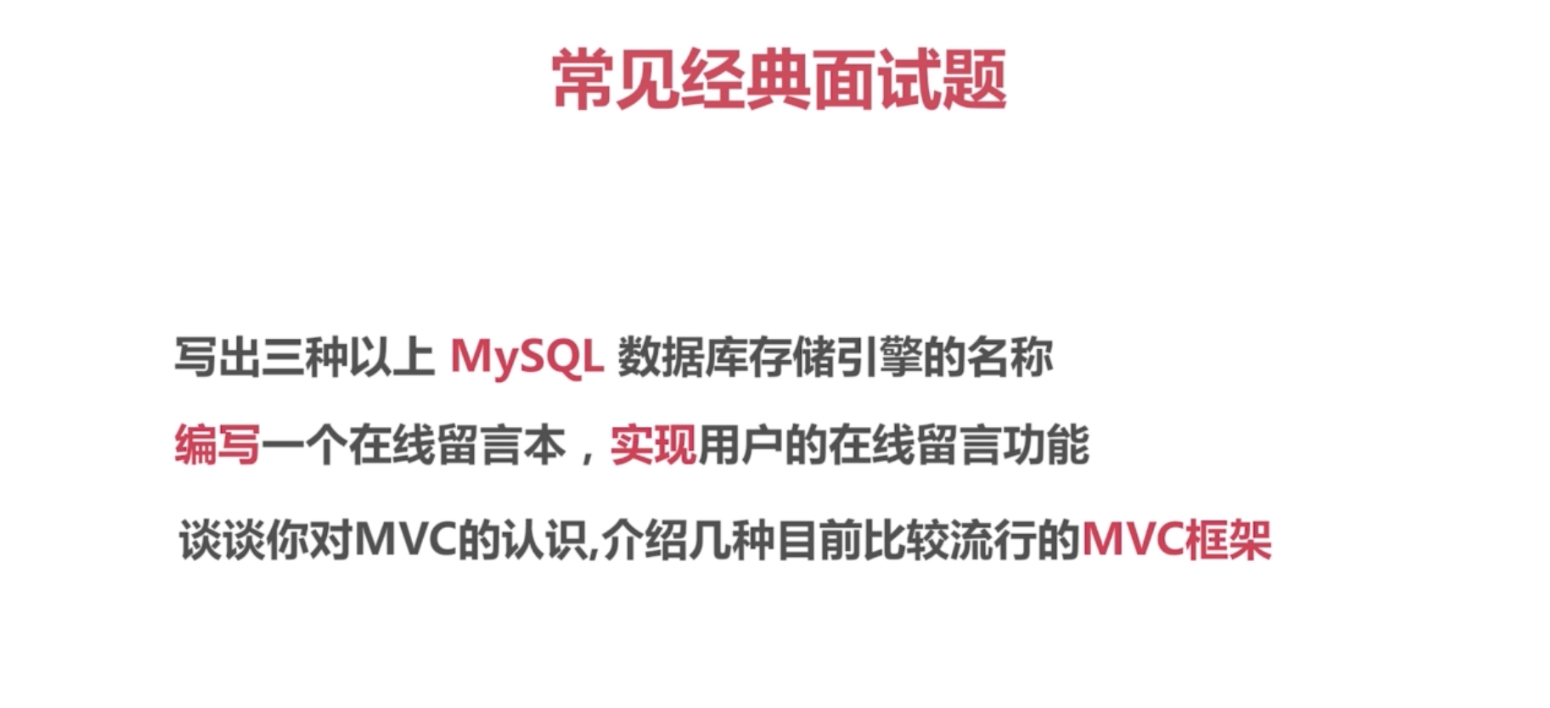 常见经典面试题
写出三种以上 MySQL 数据库存储引擎的名称
编写一个在线留言本，实现用户的在线留言功能
谈谈你对MVC的认识,介绍几种目前比较流行的MVC框架